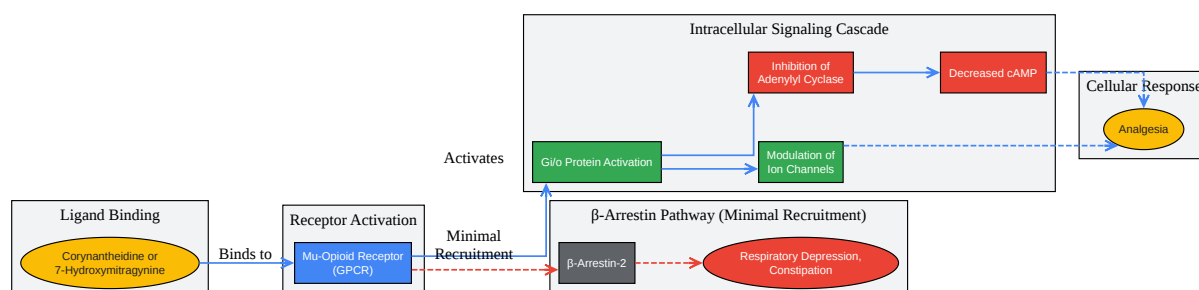 Intracellular Signaling Cascade
Inhibition of
Adenylyl Cyclase
Decreased cAMP
Cellular Response
Analgesia
Activates
Gi/o Protein Activation
Modulation of
Ion Channels
Ligand Binding
Corynantheidine or
7-Hydroxymitragynine
Binds to
Receptor Activation
Mu-Opioid Receptor
(GPCR)
Minimal
Recruitment
β-Arrestin Pathway (Minimal Recruitment)
β-Arrestin-2
Respiratory Depression,
Constipation